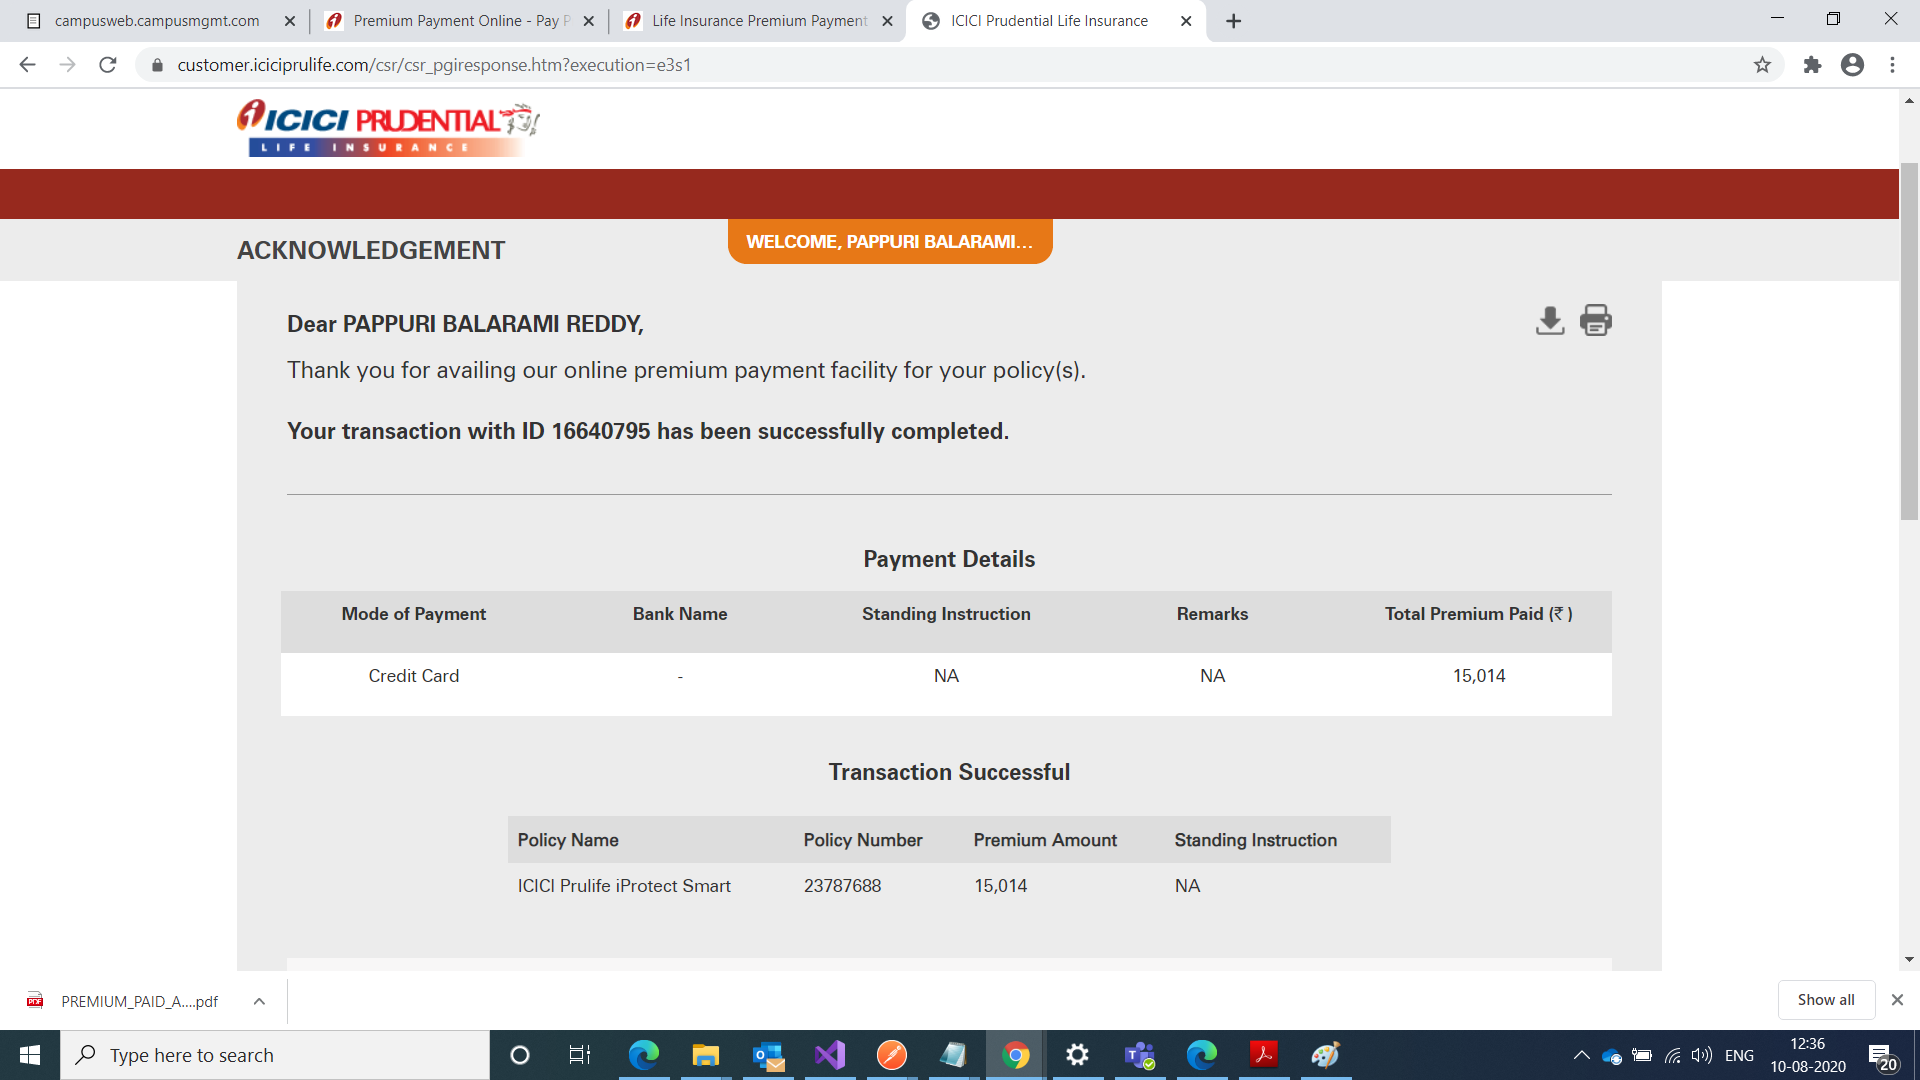 campusweb.campusmgmt.com
Premium Payment Online - Pay P
Life Insurance Premium Payment
ICICI Prudential Life Insurance
customer.iciciprulife.com/csr/csr_pgiresponse.htm?execution=e3s1
ICICI PRUDENTIAL
LIFE INSURANCE
ACKNOWLEDGEMENT
WELCOME, PAPPURI BALARAMI...
Dear PAPPURI BALARAMI REDDY,
Thank you for availing our online premium payment facility for your policy(s).
Your transaction with ID 16640795 has been successfully completed.
Payment Details
Mode of Payment Bank Name Standing Instruction Remarks Total Premium Paid (₹ )
Credit Card - NA NA 15,014
Transaction Successful
Policy Name Policy Number Premium Amount Standing Instruction
ICICI Prulife iProtect Smart 23787688 15,014 NA
PREMIUM_PAID_A....pdf
Show all
Type here to search
ENG
12:36
10-08-2020
20